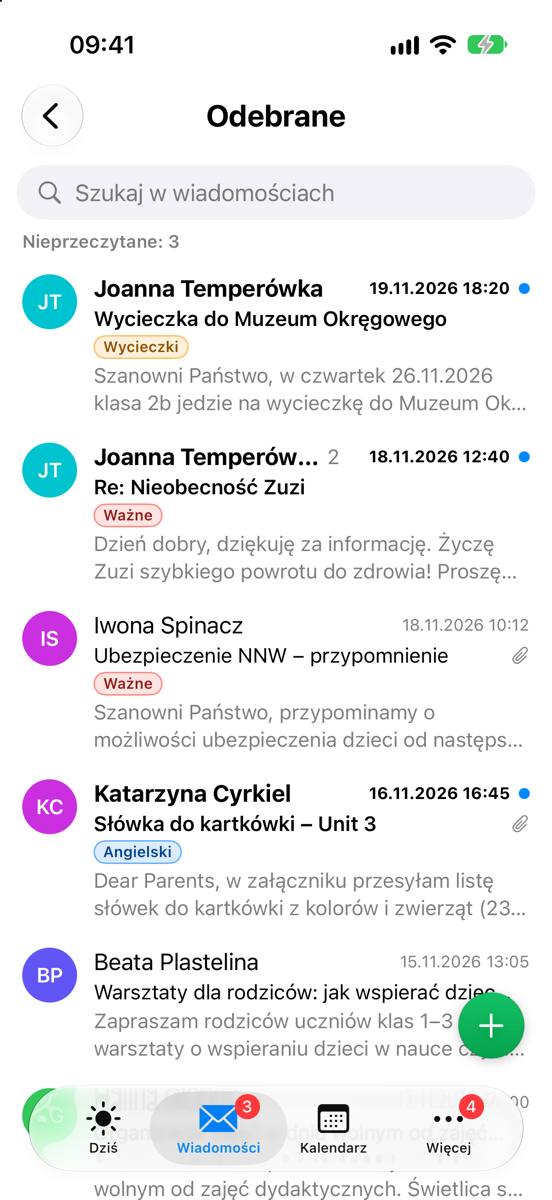 09:41
Odebrane
Szukaj w wiadomościach
Nieprzeczytane: 3
JT
Joanna Temperówka 19.11.2026 18:20
Wycieczka do Muzeum Okręgowego
Wycieczki
Szanowni Państwo, w czwartek 26.11.2026
klasa 2b jedzie na wycieczkę do Muzeum Ok...
JT
Joanna Temperów... 2 18.11.2026 12:40
Re: Nieobecność Zuzi
Ważne
Dzień dobry, dziękuję za informację. Życzę
Zuzi szybkiego powrotu do zdrowia! Proszę...
IS
Iwona Spinacz 18.11.2026 10:12
Ubezpieczenie NNW – przypomnienie
Ważne
Szanowni Państwo, przypominamy o
możliwości ubezpieczenia dzieci od następs...
KC
Katarzyna Cyrkiel 16.11.2026 16:45
Słówka do kartkówki – Unit 3
Angielski
Dear Parents, w załączniku przesyłam listę
słówek do kartkówki z kolorów i zwierząt (23...
BP
Beata Plastelina 15.11.2026 13:05
Warsztaty dla rodziców: jak wspierać dziec...
Zapraszam rodziców uczniów klas 1–3
warsztaty o wspieraniu dzieci w nauce
3
4
Dziś
Wiadomości
Kalendarz
Więcej
wolnym od zajęć dydaktycznych. Świetlica s...